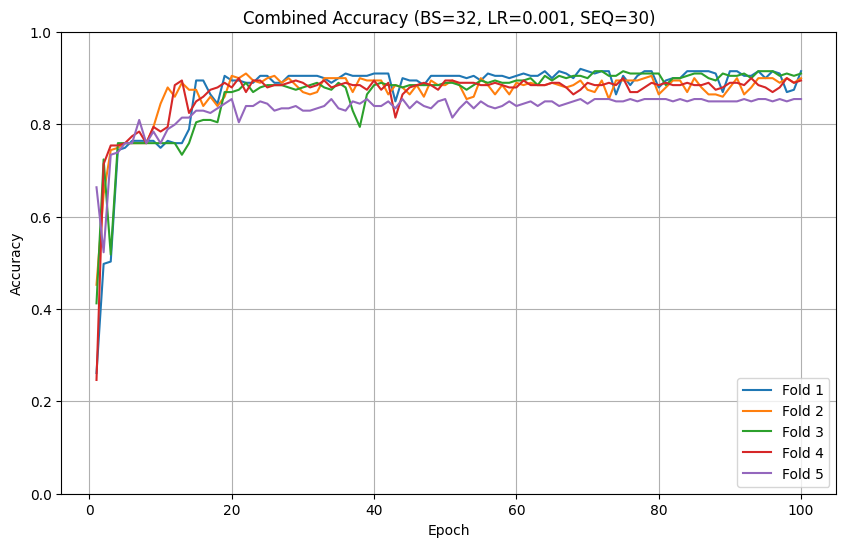 Combined Accuracy (BS=32, LR=0.001, SEQ=30)
1.0
0.8
0.6
0.4
0.2
0.0
Accuracy
0 20 40 60 80 100
Epoch
Fold 1
Fold 2
Fold 3
Fold 4
Fold 5